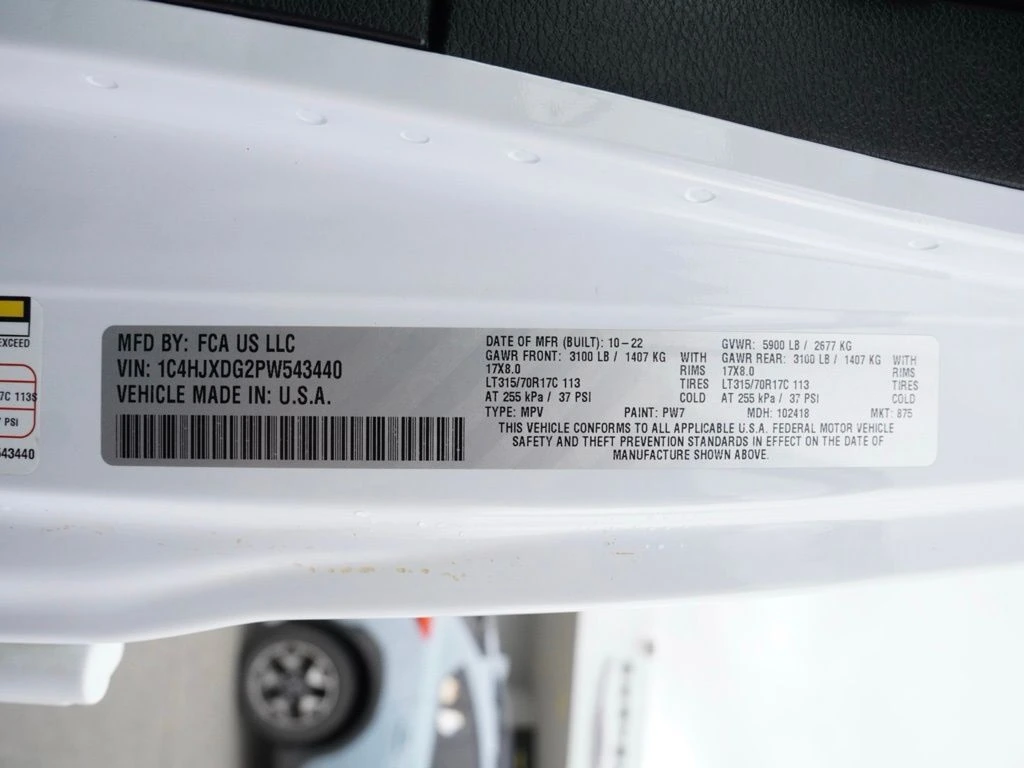 EXCEED
17C 113S
PSI
543440
MFD BY: FCA US LLC
VIN: 1C4HJXDG2PW543440
VEHICLE MADE IN: U.S.A.
DATE OF MFR (BUILT): 10-22 GVWR: 5900 LB / 2677 KG
GAWR FRONT: 3100 LB / 1407 KG WITH GAWR REAR: 3100 LB / 1407 KG WITH
17X8.0 RIMS 17X8.0 RIMS
LT315/70R17C 113 TIRES LT315/70R17C 113 TIRES
AT 255 kPa / 37 PSI COLD AT 255 kPa / 37 PSI COLD
TYPE: MPV PAINT: PW7 MDH: 102418 MKT: 875
THIS VEHICLE CONFORMS TO ALL APPLICABLE U.S.A. FEDERAL MOTOR VEHICLE
SAFETY AND THEFT PREVENTION STANDARDS IN EFFECT ON THE DATE OF
MANUFACTURE SHOWN ABOVE.